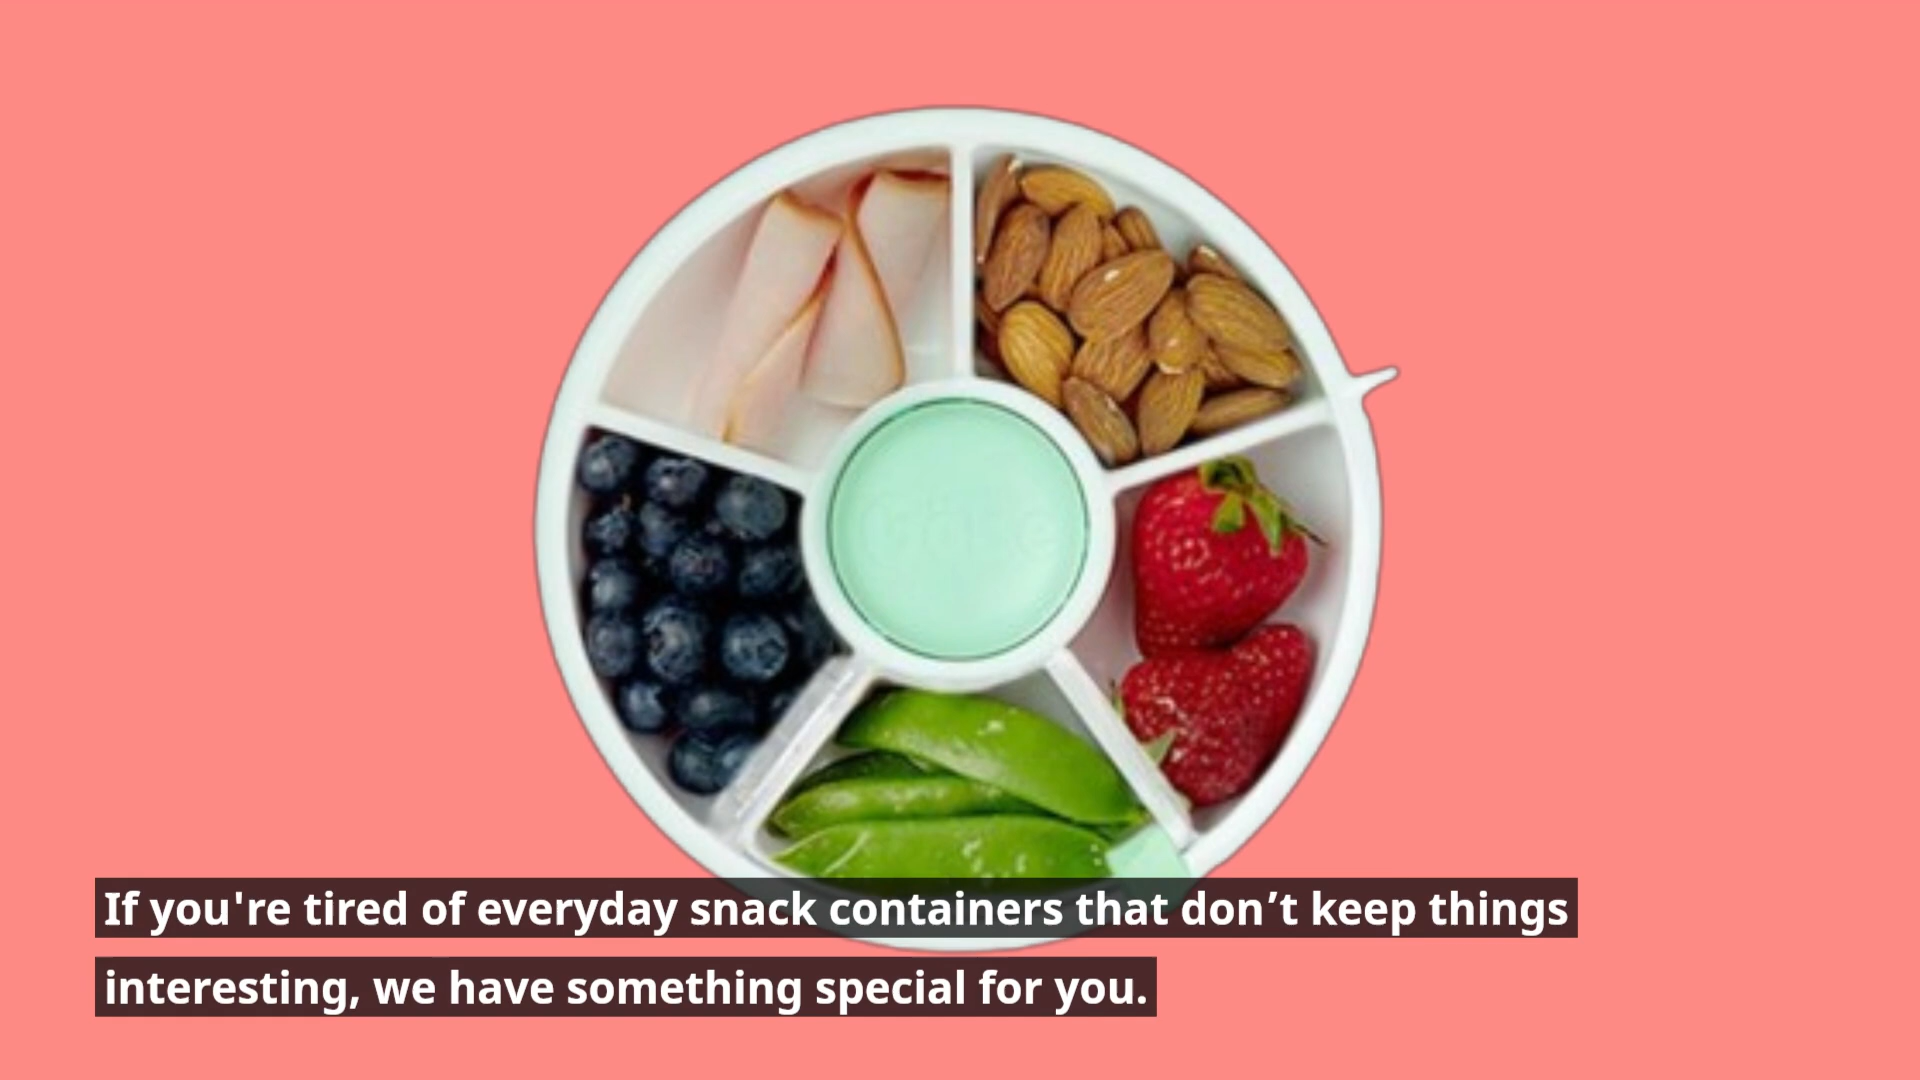 If you're tired of everyday snack containers that don’t keep things
interesting, we have something special for you.